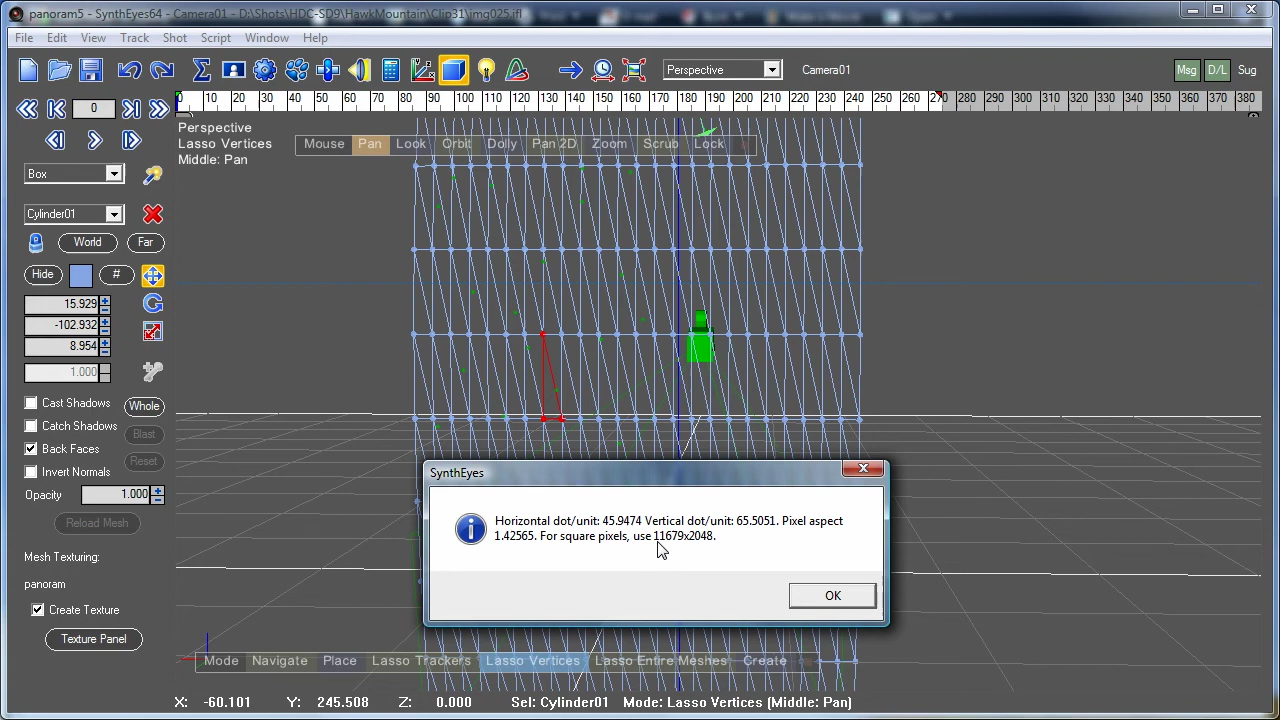 panoram5 - SynthEyes64 - Camera01 - D:\Shots\HDC-SD9\HawkMountain\Clip31\img025.ifl
File Edit View Track Shot Script Window Help
Perspective Camera01 Msg D/L Sug
0 0 10 20 30 40 50 60 70 80 90 100 110 120 130 140 150 160 170 180 190 200 210 220 230 240 250 260 270 280 290 300 310 320 330 340 350 360 370 380
Perspective
Lasso Vertices
Middle: Pan
Mouse Pan Look Orbit Dolly Pan 2D Zoom Scrub Lock
Box
Cylinder01
World Far
Hide #
15.929
-102.932
8.954
1.000
Cast Shadows Whole
Catch Shadows Blast
Back Faces
Invert Normals Reset
Opacity 1.000
Reload Mesh
Mesh Texturing:
panoram
Create Texture
Texture Panel
SynthEyes
Horizontal dot/unit: 45.9474 Vertical dot/unit: 65.5051. Pixel aspect
1.42565. For square pixels, use 11679x2048.
OK
Mode Navigate Place Lasso Trackers Lasso Vertices Lasso Entire Meshes Create
X: -60.101 Y: 245.508 Z: 0.000 Sel: Cylinder01 Mode: Lasso Vertices (Middle: Pan)